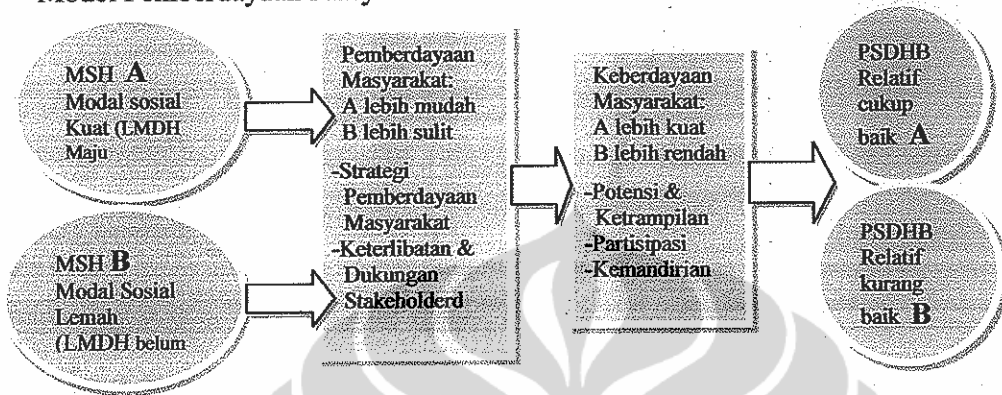 MSH A
Modal sosial
Kuat (LMDH
Maju
MSH B
Modal Sosial
Lemah
(LMDH belum
Pemberdayaan
Masyarakat:
A lebih mudah
B lebih sulit
-Strategi
Pemberdayaan
Masyarakat
-Keterlibatan &
Dukungan
Stakeholderd
Keberdayaan
Masyarakat:
A lebih kuat
B lebih rendah
-Potensi &
Ketrampilan
-Partisipasi
-Kemandirian
PSDHB
Relatif
cukup
baik A
PSDHB
Relatif
kurang
baik B